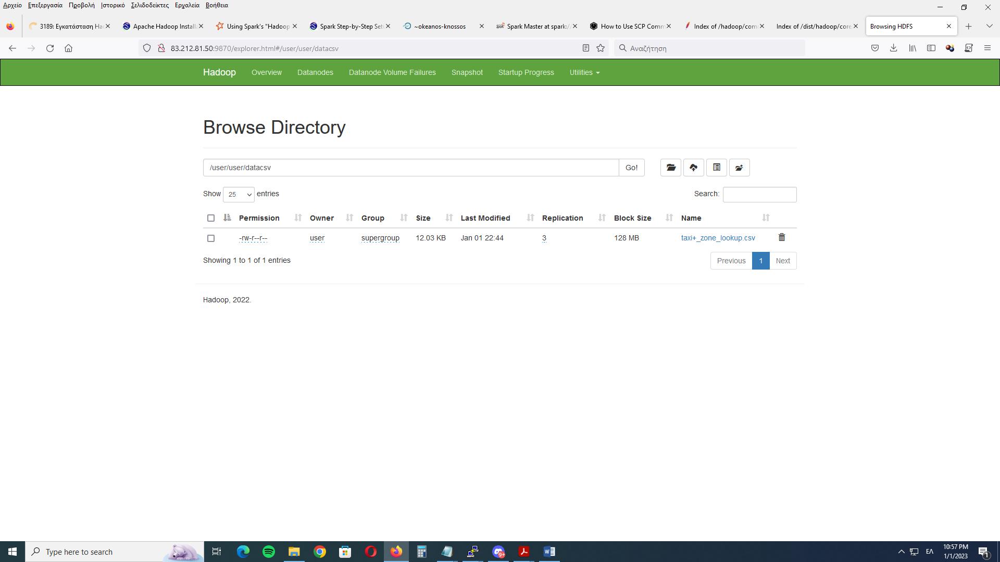 Αρχείο Επεξεργασία Προβολή Ιστορικό Σελιδοδείκτες Εργαλεία Βοήθεια
3189: Εγκατάσταση Ha
Apache Hadoop Install
Using Spark's "Hadoop
Spark Step-by-Step Set
~okeanos-knossos
Spark Master at spark:/
How to Use SCP Comm
Index of /hadoop/com
Index of /dist/hadoop/core
Browsing HDFS
83.212.81.50:9870/explorer.html#/user/user/datacsv
Αναζήτηση
Hadoop Overview Datanodes Datanode Volume Failures Snapshot Startup Progress Utilities
Browse Directory
/user/user/datacsv Go!
Show 25 entries Search:
Permission Owner Group Size Last Modified Replication Block Size Name
-rw-r--r-- user supergroup 12.03 KB Jan 01 22:44 3 128 MB taxi+_zone_lookup.csv
Showing 1 to 1 of 1 entries Previous 1 Next
Hadoop, 2022.
Type here to search
9+
ΕΛ
10:57 PM
1/1/2023
1